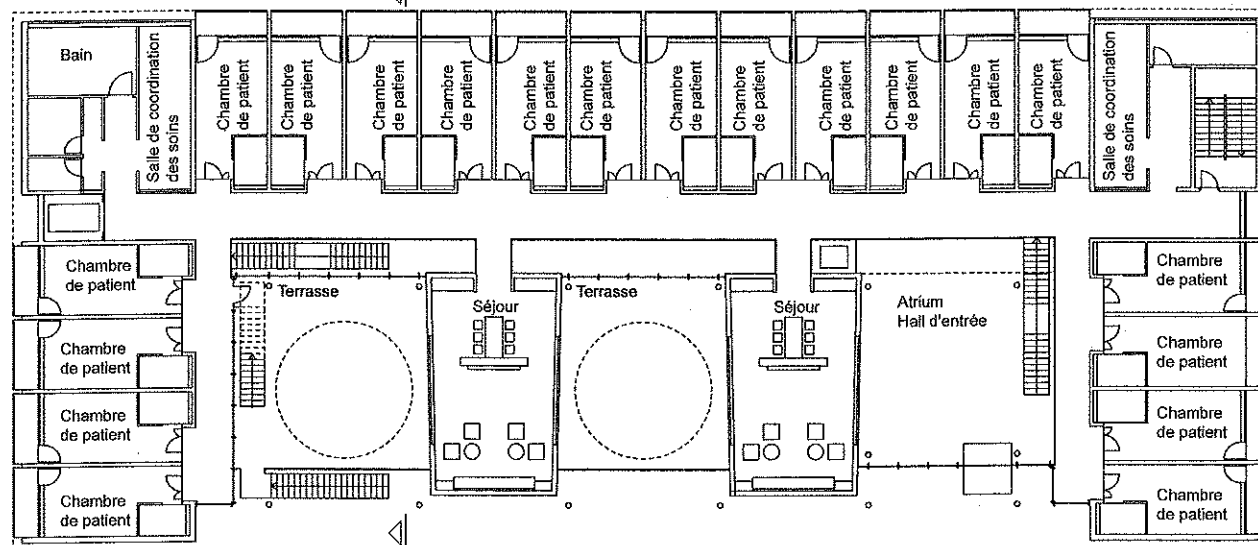 Bain
Salle de coordination
des soins
Chambre
de patient
Chambre
de patient
Chambre
de patient
Chambre
de patient
Chambre
de patient
Chambre
de patient
Chambre
de patient
Chambre
de patient
Chambre
de patient
Chambre
de patient
Chambre
de patient
Chambre
de patient
Salle de coordination
des soins
Chambre
de patient
Terrasse
Séjour
Terrasse
Séjour
Atrium
Hall d'entrée
Chambre
de patient
Chambre
de patient
Chambre
de patient
Chambre
de patient
Chambre
de patient
Chambre
de patient
Chambre
de patient